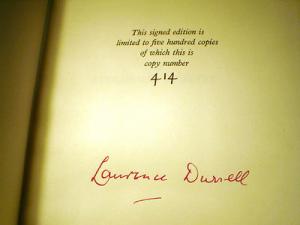 This signed edition is
limited to five hundred copies
of which this is
copy number
414
Lawrence Durrell